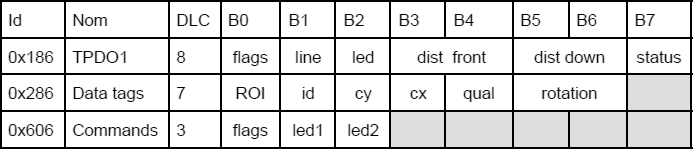 Id Nom DLC B0 B1 B2 B3 B4 B5 B6 B7
0x186 TPDO1 8 flags line led dist front dist down status
0x286 Data tags 7 ROI id cy cx qual rotation
0x606 Commands 3 flags led1 led2